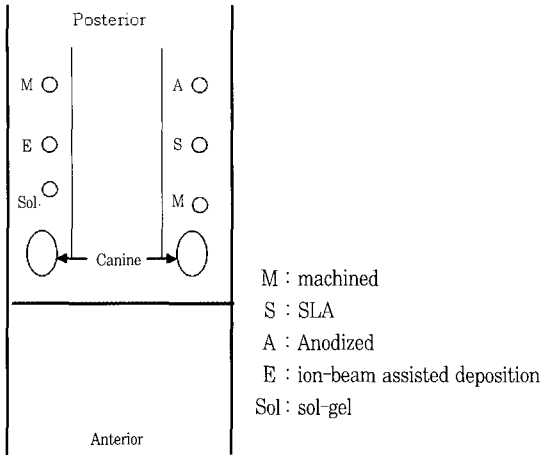 Posterior
M A
E S
Sol. M
Canine
Anterior
M : machined
S : SLA
A : Anodized
E : ion-beam assisted deposition
Sol : sol-gel